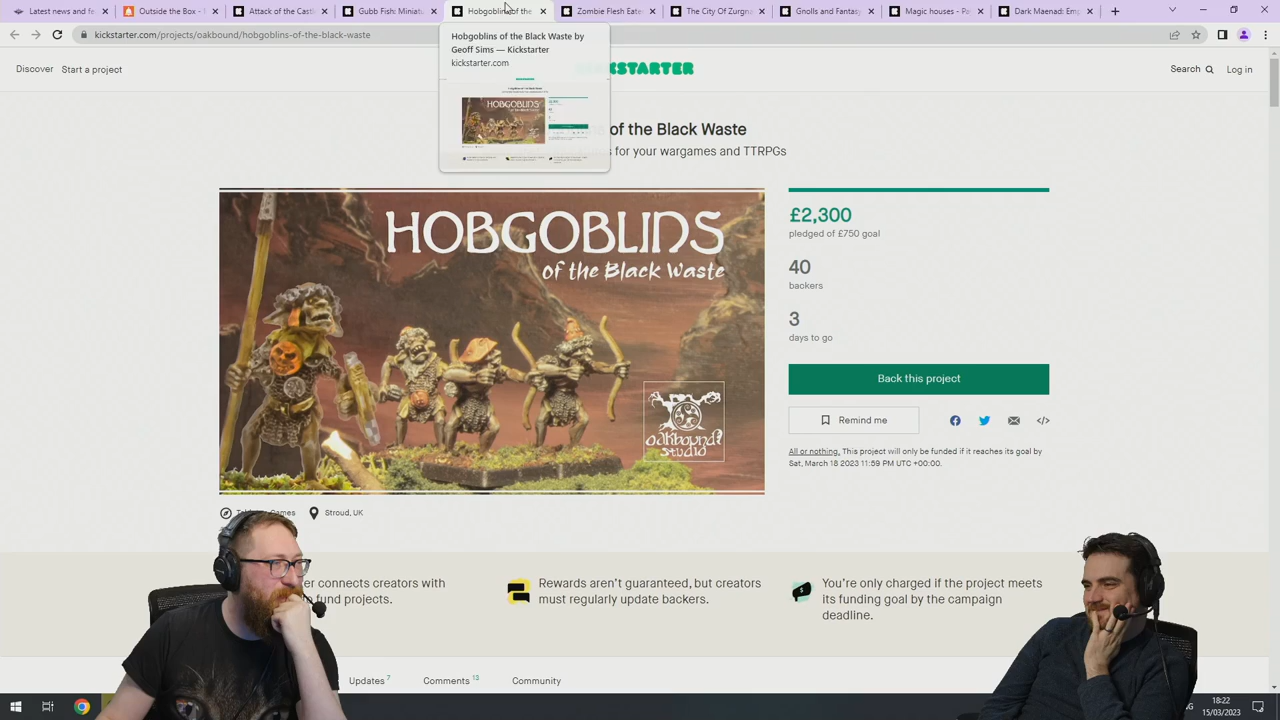 Latest news and fe
Outside the Box -
Attack of the Casti
Gubb Fish Miniatur
Hobgoblins of the
Zombie Flesh Eate
The City Of Zurgru
Gnolls and Fantasy
Magic houses – The
Dark Maenad: Emp
kickstarter.com/projects/oakbound/hobgoblins-of-the-black-waste
Hobgoblins of the Black Waste by
Geoff Sims — Kickstarter
kickstarter.com
Discover
Start a project
KICKSTARTER
Search
Log in
of the Black Waste
for your wargames and TTRPGs
HOBGOBLINS
of the Black Waste
oakbound
studio
£2,300
pledged of £750 goal
40
backers
3
days to go
Back this project
Remind me
All or nothing. This project will only be funded if it reaches its goal by
Sat, March 18 2023 11:59 PM UTC +00:00.
Games
Stroud, UK
connects creators with
fund projects.
Rewards aren't guaranteed, but creators
must regularly update backers.
You're only charged if the project meets
its funding goal by the campaign
deadline.
Updates 7
Comments 13
Community
18:22
15/03/2023